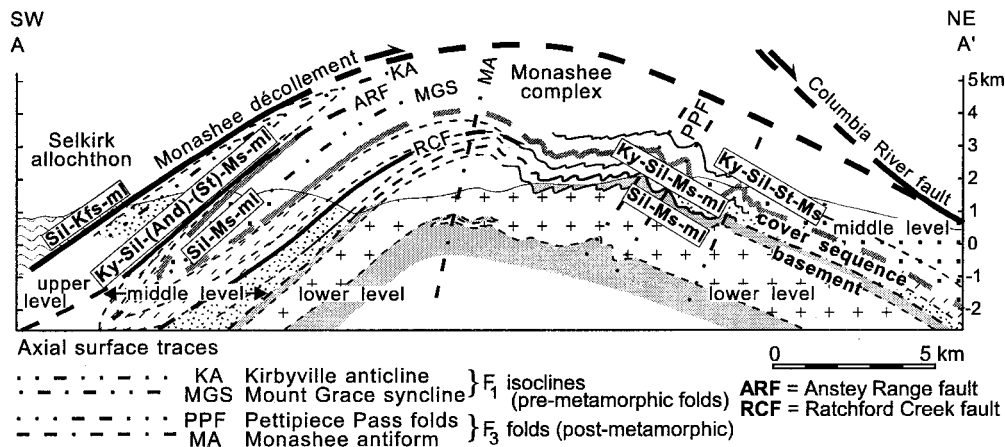 SW
A
NE
A'
Monashee décollement
KA
ARF
MGS
MA
Monashee
complex
PPF
Columbia
River fault
5km
4
3
2
1
0
-1
-2
Selkirk
allochthon
RCF
Sil-Kfs-ml
Ky-Sil-(And)-(St)-Ms-ml
Sil-Ms-ml
Ky-Sil-Ms-ml
Sil-Ms-ml
Ky-Sil-St-Ms-
middle level
cover sequence
basement
upper
level
middle level
lower level
lower level
Axial surface traces
KA Kirbyville anticline
MGS Mount Grace syncline
F1 isoclines
(pre-metamorphic folds)
PPF Pettipiece Pass folds
MA Monashee antiform
F3 folds (post-metamorphic)
0 5 km
ARF = Anstey Range fault
RCF = Ratchford Creek fault